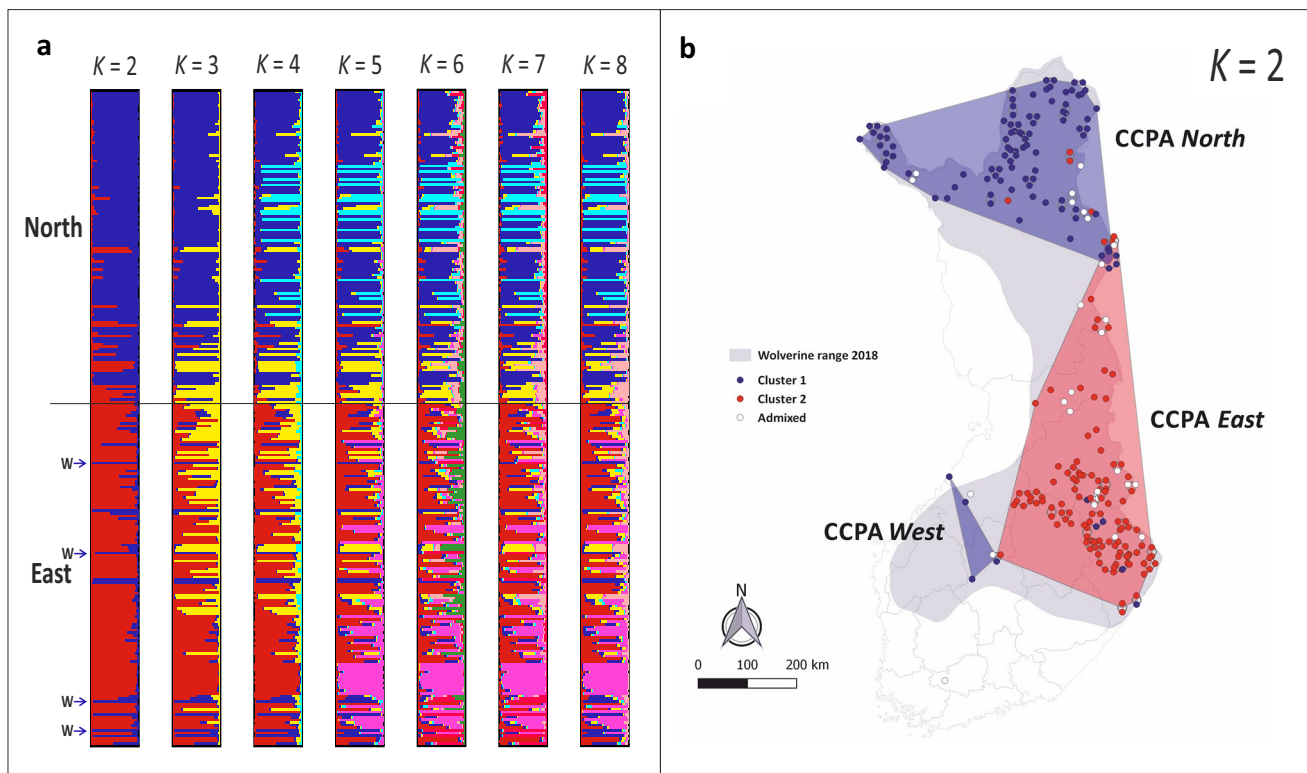 a
K = 2 K = 3 K = 4 K = 5 K = 6 K = 7 K = 8
North
W
W
East
W
W
b
K = 2
CCPA North
Wolverine range 2018
Cluster 1
Cluster 2
Admixed
CCPA East
CCPA West
N
0 100 200 km